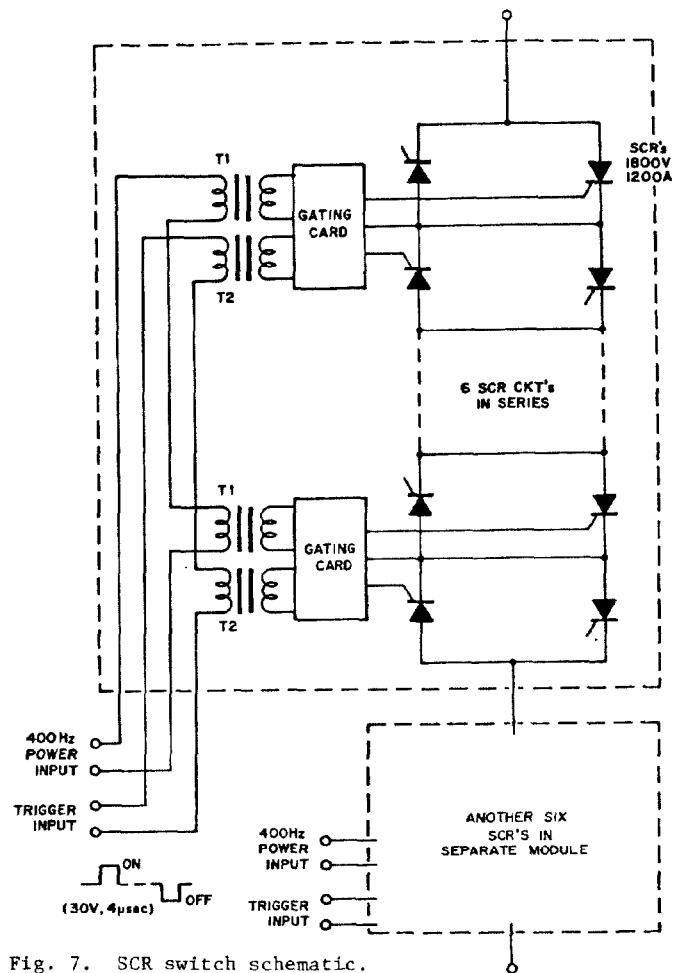 SCR's
1800V
1200A
T1
GATING
CARD
T2
6 SCR CKT's
IN SERIES
T1
GATING
CARD
T2
400Hz
POWER
INPUT
TRIGGER
INPUT
ON
OFF
(30V, 4μsec)
ANOTHER SIX
SCR'S IN
SEPARATE MODULE
400Hz
POWER
INPUT
TRIGGER
INPUT
Fig. 7. SCR switch schematic.